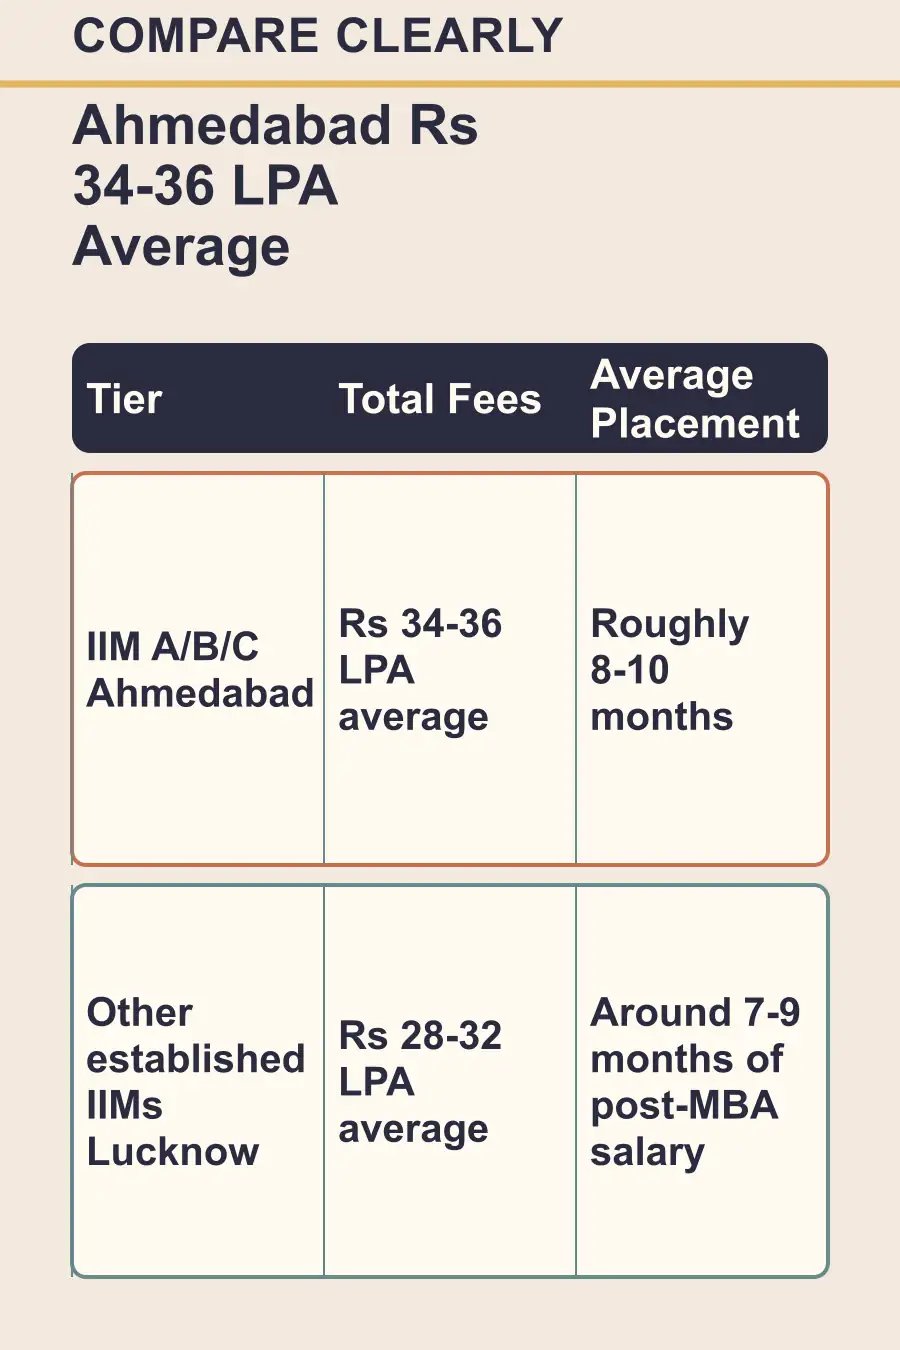 COMPARE CLEARLY
Ahmedabad Rs
34-36 LPA
Average
Tier
Total Fees
Average
Placement
IIM A/B/C
Ahmedabad
Rs 34-36
LPA
average
Roughly
8-10
months
Other
established
IIMs
Lucknow
Rs 28-32
LPA
average
Around 7-9
months of
post-MBA
salary